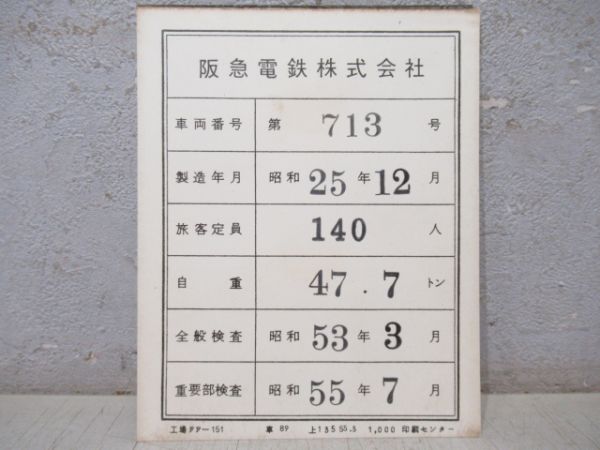 阪急電鉄株式会社
車両番号 第 713 号
製造年月 昭和 25 年 12 月
旅客定員 140 人
自重 47.7 トン
全般検査 昭和 53 年 3 月
重要部検査 昭和 55 年 7 月
工場タター151 車 89 上135 55.3 1,000 印刷センター